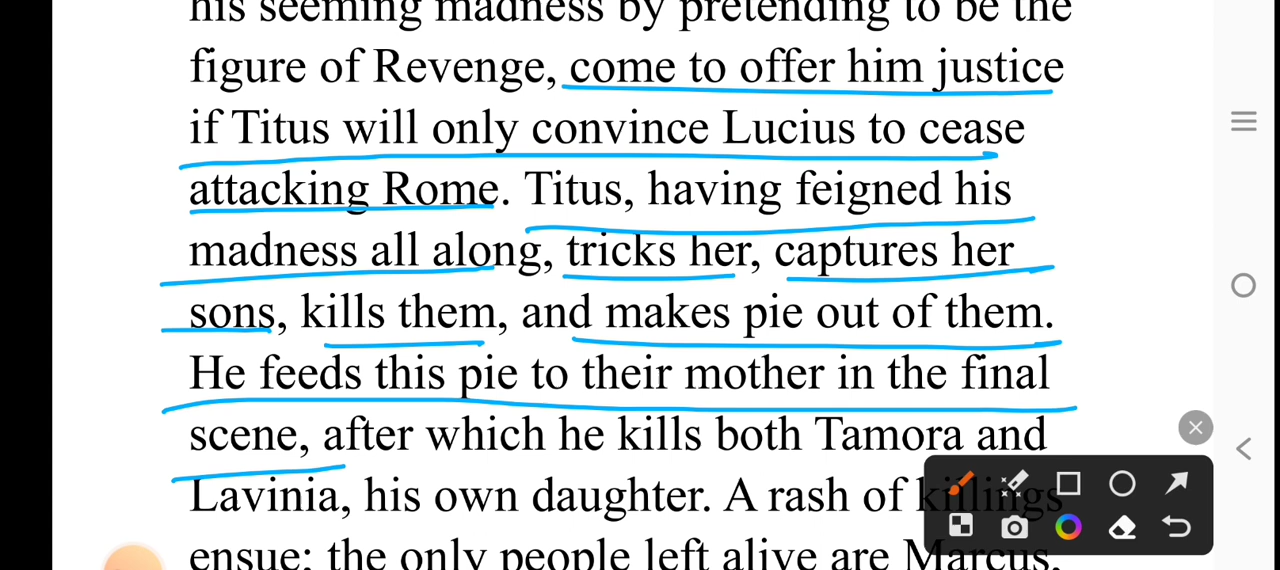 his seeming madness by pretending to be the
figure of Revenge, come to offer him justice
if Titus will only convince Lucius to cease
attacking Rome. Titus, having feigned his
madness all along, tricks her, captures her
sons, kills them, and makes pie out of them.
He feeds this pie to their mother in the final
scene, after which he kills both Tamora and
Lavinia, his own daughter. A rash of killings
ensue; the only people left alive are Marcus,